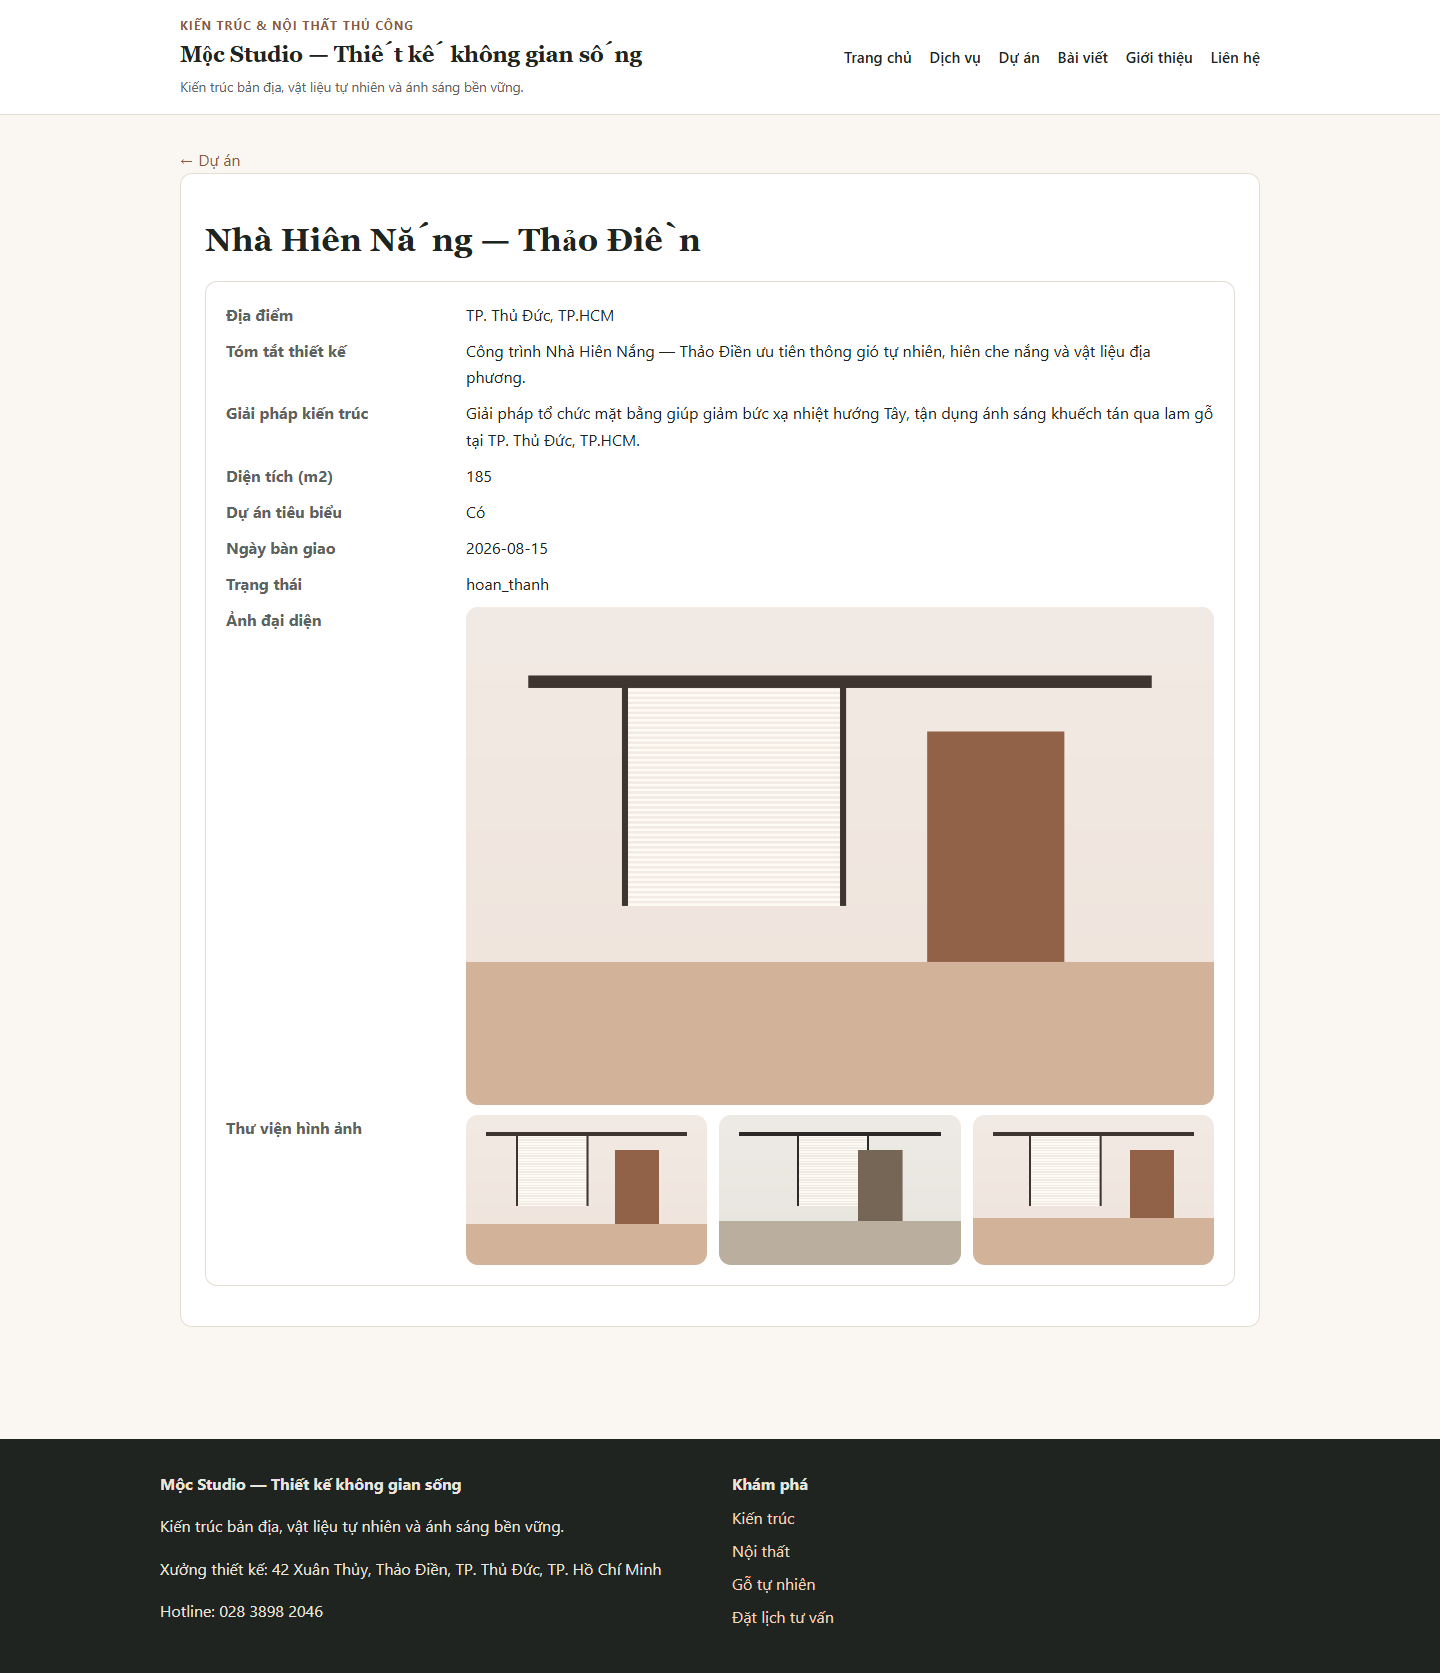 KIẾN TRÚC & NỘI THẤT THỦ CÔNG
Mộc Studio — Thiết kế không gian sống
Kiến trúc bản địa, vật liệu tự nhiên và ánh sáng bền vững.
Trang chủ Dịch vụ Dự án Bài viết Giới thiệu Liên hệ
← Dự án
Nhà Hiên Nắng — Thảo Điền
Địa điểm TP. Thủ Đức, TP.HCM
Tóm tắt thiết kế Công trình Nhà Hiên Nắng — Thảo Điền ưu tiên thông gió tự nhiên, hiên che nắng và vật liệu địa
phương.
Giải pháp kiến trúc Giải pháp tổ chức mặt bằng giúp giảm bức xạ nhiệt hướng Tây, tận dụng ánh sáng khuếch tán qua lam gỗ
tại TP. Thủ Đức, TP.HCM.
Diện tích (m2) 185
Dự án tiêu biểu Có
Ngày bàn giao 2026-08-15
Trạng thái hoan_thanh
Ảnh đại diện
Thư viện hình ảnh
Mộc Studio — Thiết kế không gian sống
Kiến trúc bản địa, vật liệu tự nhiên và ánh sáng bền vững.
Xưởng thiết kế: 42 Xuân Thủy, Thảo Điền, TP. Thủ Đức, TP. Hồ Chí Minh
Hotline: 028 3898 2046
Khám phá
Kiến trúc
Nội thất
Gỗ tự nhiên
Đặt lịch tư vấn